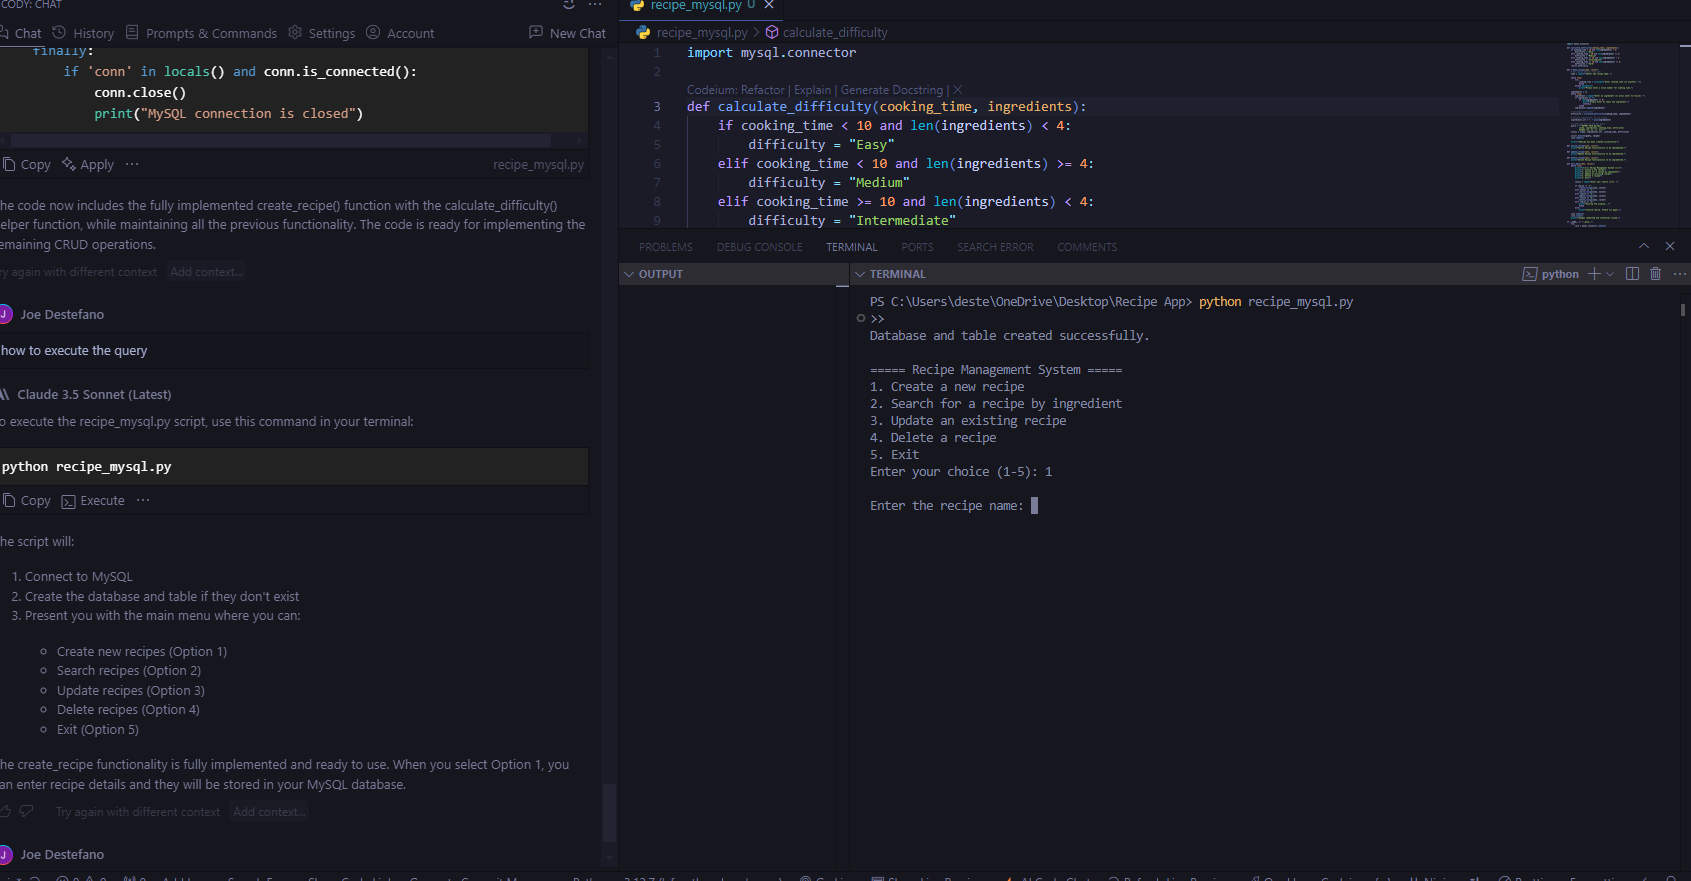 CODY: CHAT
Chat History Prompts & Commands Settings Account New Chat
finally:
if 'conn' in locals() and conn.is_connected():
conn.close()
print("MySQL connection is closed")
Copy Apply ··· recipe_mysql.py
he code now includes the fully implemented create_recipe() function with the calculate_difficulty()
elper function, while maintaining all the previous functionality. The code is ready for implementing the
emaining CRUD operations.
ry again with different context Add context...
J Joe Destefano
how to execute the query
Claude 3.5 Sonnet (Latest)
o execute the recipe_mysql.py script, use this command in your terminal:
python recipe_mysql.py
Copy Execute ···
he script will:
1. Connect to MySQL
2. Create the database and table if they don't exist
3. Present you with the main menu where you can:
Create new recipes (Option 1)
Search recipes (Option 2)
Update recipes (Option 3)
Delete recipes (Option 4)
Exit (Option 5)
he create_recipe functionality is fully implemented and ready to use. When you select Option 1, you
an enter recipe details and they will be stored in your MySQL database.
Try again with different context Add context...
J Joe Destefano
recipe_mysql.py U
recipe_mysql.py > calculate_difficulty
1 import mysql.connector
2
Codeium: Refactor | Explain | Generate Docstring | X
3 def calculate_difficulty(cooking_time, ingredients):
4 if cooking_time < 10 and len(ingredients) < 4:
5 difficulty = "Easy"
6 elif cooking_time < 10 and len(ingredients) >= 4:
7 difficulty = "Medium"
8 elif cooking_time >= 10 and len(ingredients) < 4:
9 difficulty = "Intermediate"
PROBLEMS DEBUG CONSOLE TERMINAL PORTS SEARCH ERROR COMMENTS
OUTPUT
TERMINAL python
PS C:\Users\deste\OneDrive\Desktop\Recipe App> python recipe_mysql.py
>>
Database and table created successfully.
===== Recipe Management System =====
1. Create a new recipe
2. Search for a recipe by ingredient
3. Update an existing recipe
4. Delete a recipe
5. Exit
Enter your choice (1-5): 1
Enter the recipe name: